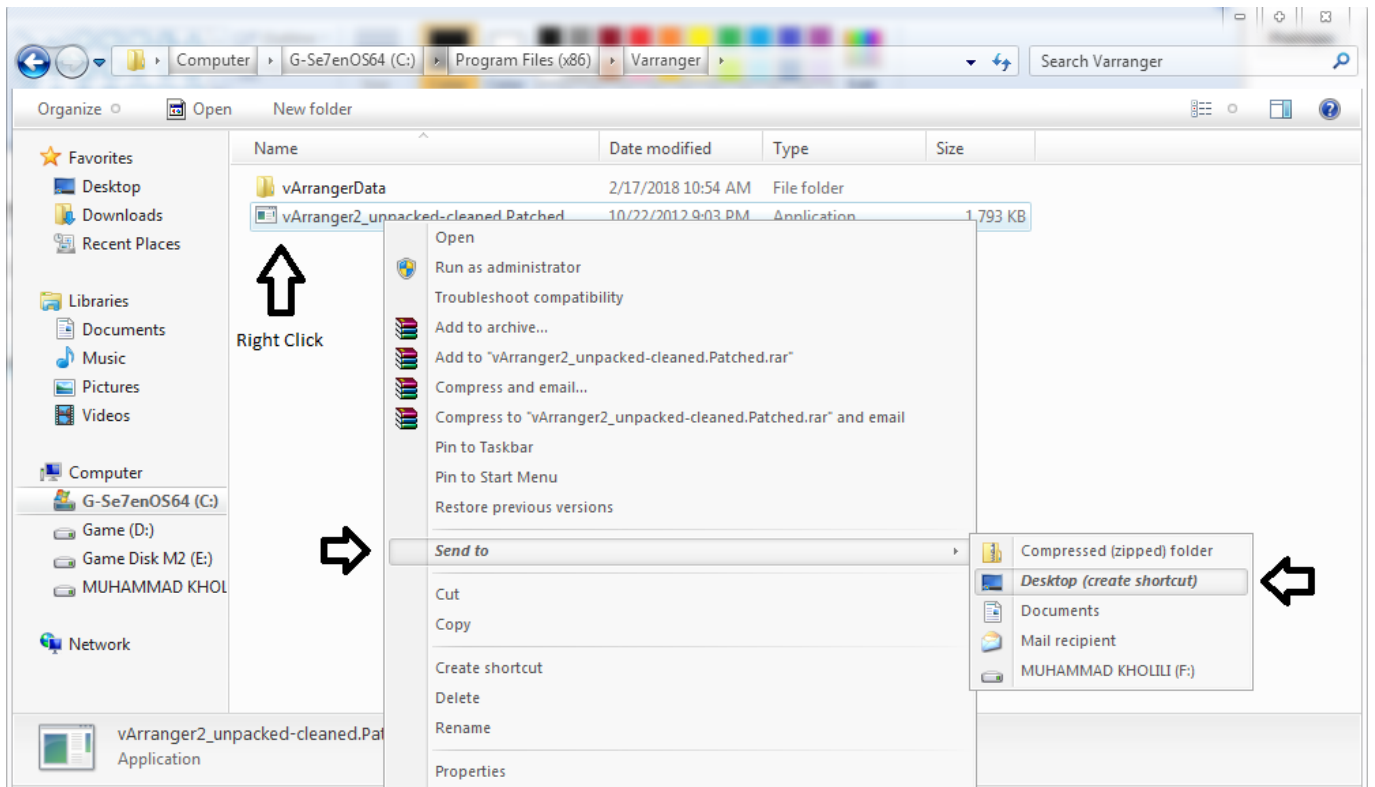 Computer G-Se7enOS64 (C:) Program Files (x86) Varranger Search Varranger
Organize Open New folder
Name Date modified Type Size
Favorites
Desktop
Downloads
Recent Places
Libraries
Documents
Music
Pictures
Videos
Computer
G-Se7enOS64 (C:)
Game (D:)
Game Disk M2 (E:)
MUHAMMAD KHOL
Network
vArrangerData 2/17/2018 10:54 AM File folder
vArranger2_unpacked-cleaned.Patched 10/22/2012 9:03 PM Application 1,793 KB
Right Click
Open
Run as administrator
Troubleshoot compatibility
Add to archive...
Add to "vArranger2_unpacked-cleaned.Patched.rar"
Compress and email...
Compress to "vArranger2_unpacked-cleaned.Patched.rar" and email
Pin to Taskbar
Pin to Start Menu
Restore previous versions
Send to
Cut
Copy
Create shortcut
Delete
Rename
Properties
Compressed (zipped) folder
Desktop (create shortcut)
Documents
Mail recipient
MUHAMMAD KHOLILI (F:)
vArranger2_unpacked-cleaned.Pat
Application